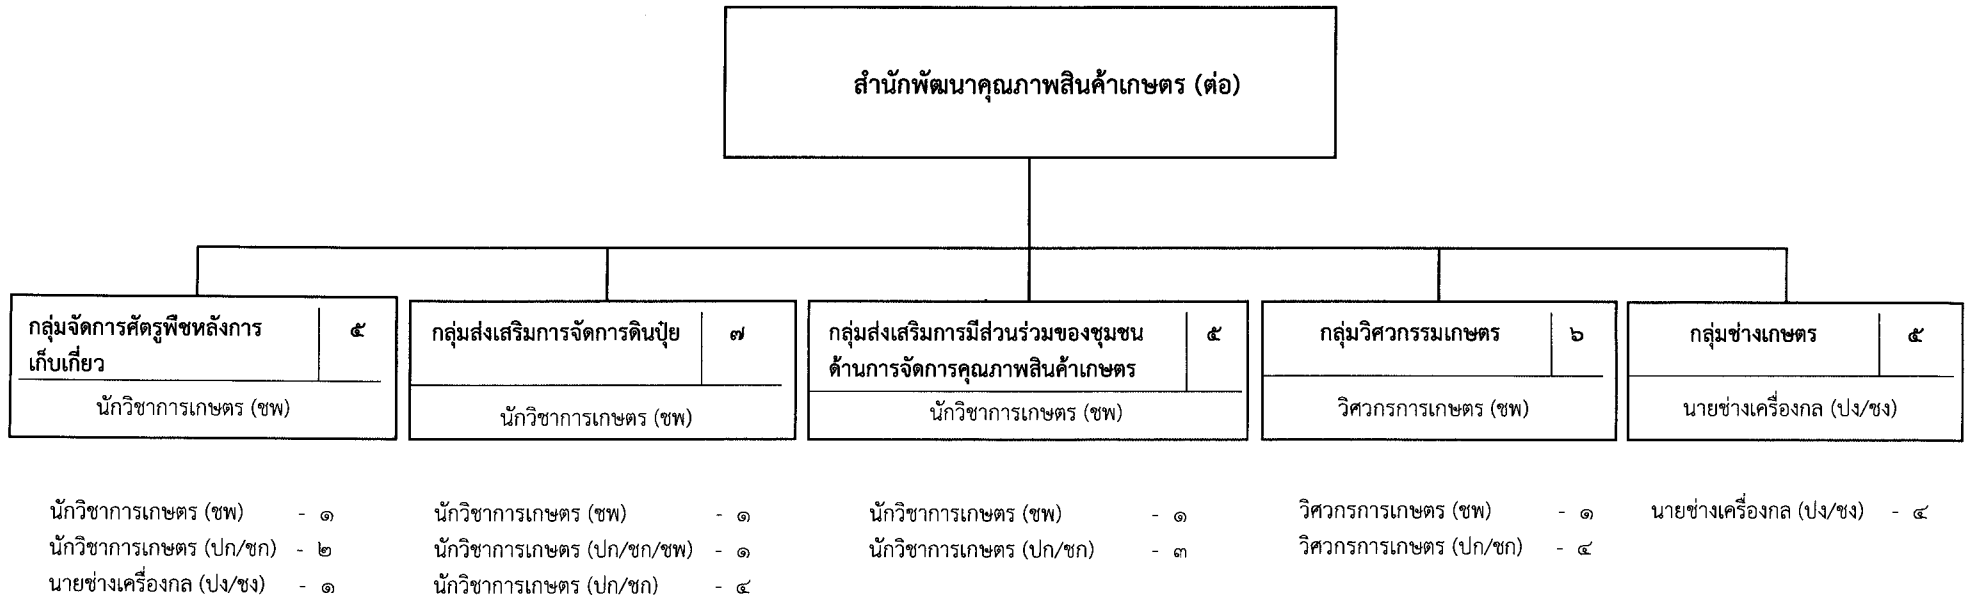 สำนักพัฒนาคุณภาพสินค้าเกษตร (ต่อ)
กลุ่มจัดการศัตรูพืชหลังการ
เก็บเกี่ยว
๕
นักวิชาการเกษตร (ชพ)
กลุ่มส่งเสริมการจัดการดินปุ๋ย
๗
นักวิชาการเกษตร (ชพ)
กลุ่มส่งเสริมการมีส่วนร่วมของชุมชน
ด้านการจัดการคุณภาพสินค้าเกษตร
๕
นักวิชาการเกษตร (ชพ)
กลุ่มวิศวกรรมเกษตร
๖
วิศวกรการเกษตร (ชพ)
กลุ่มช่างเกษตร
๕
นายช่างเครื่องกล (ปง/ชง)
นักวิชาการเกษตร (ชพ) - ๑
นักวิชาการเกษตร (ปก/ชก) - ๒
นายช่างเครื่องกล (ปง/ชง) - ๑
นักวิชาการเกษตร (ชพ) - ๑
นักวิชาการเกษตร (ปก/ชก/ชพ) - ๑
นักวิชาการเกษตร (ปก/ชก) - ๔
นักวิชาการเกษตร (ชพ) - ๑
นักวิชาการเกษตร (ปก/ชก) - ๓
วิศวกรการเกษตร (ชพ) - ๑
วิศวกรการเกษตร (ปก/ชก) - ๔
นายช่างเครื่องกล (ปง/ชง) - ๔